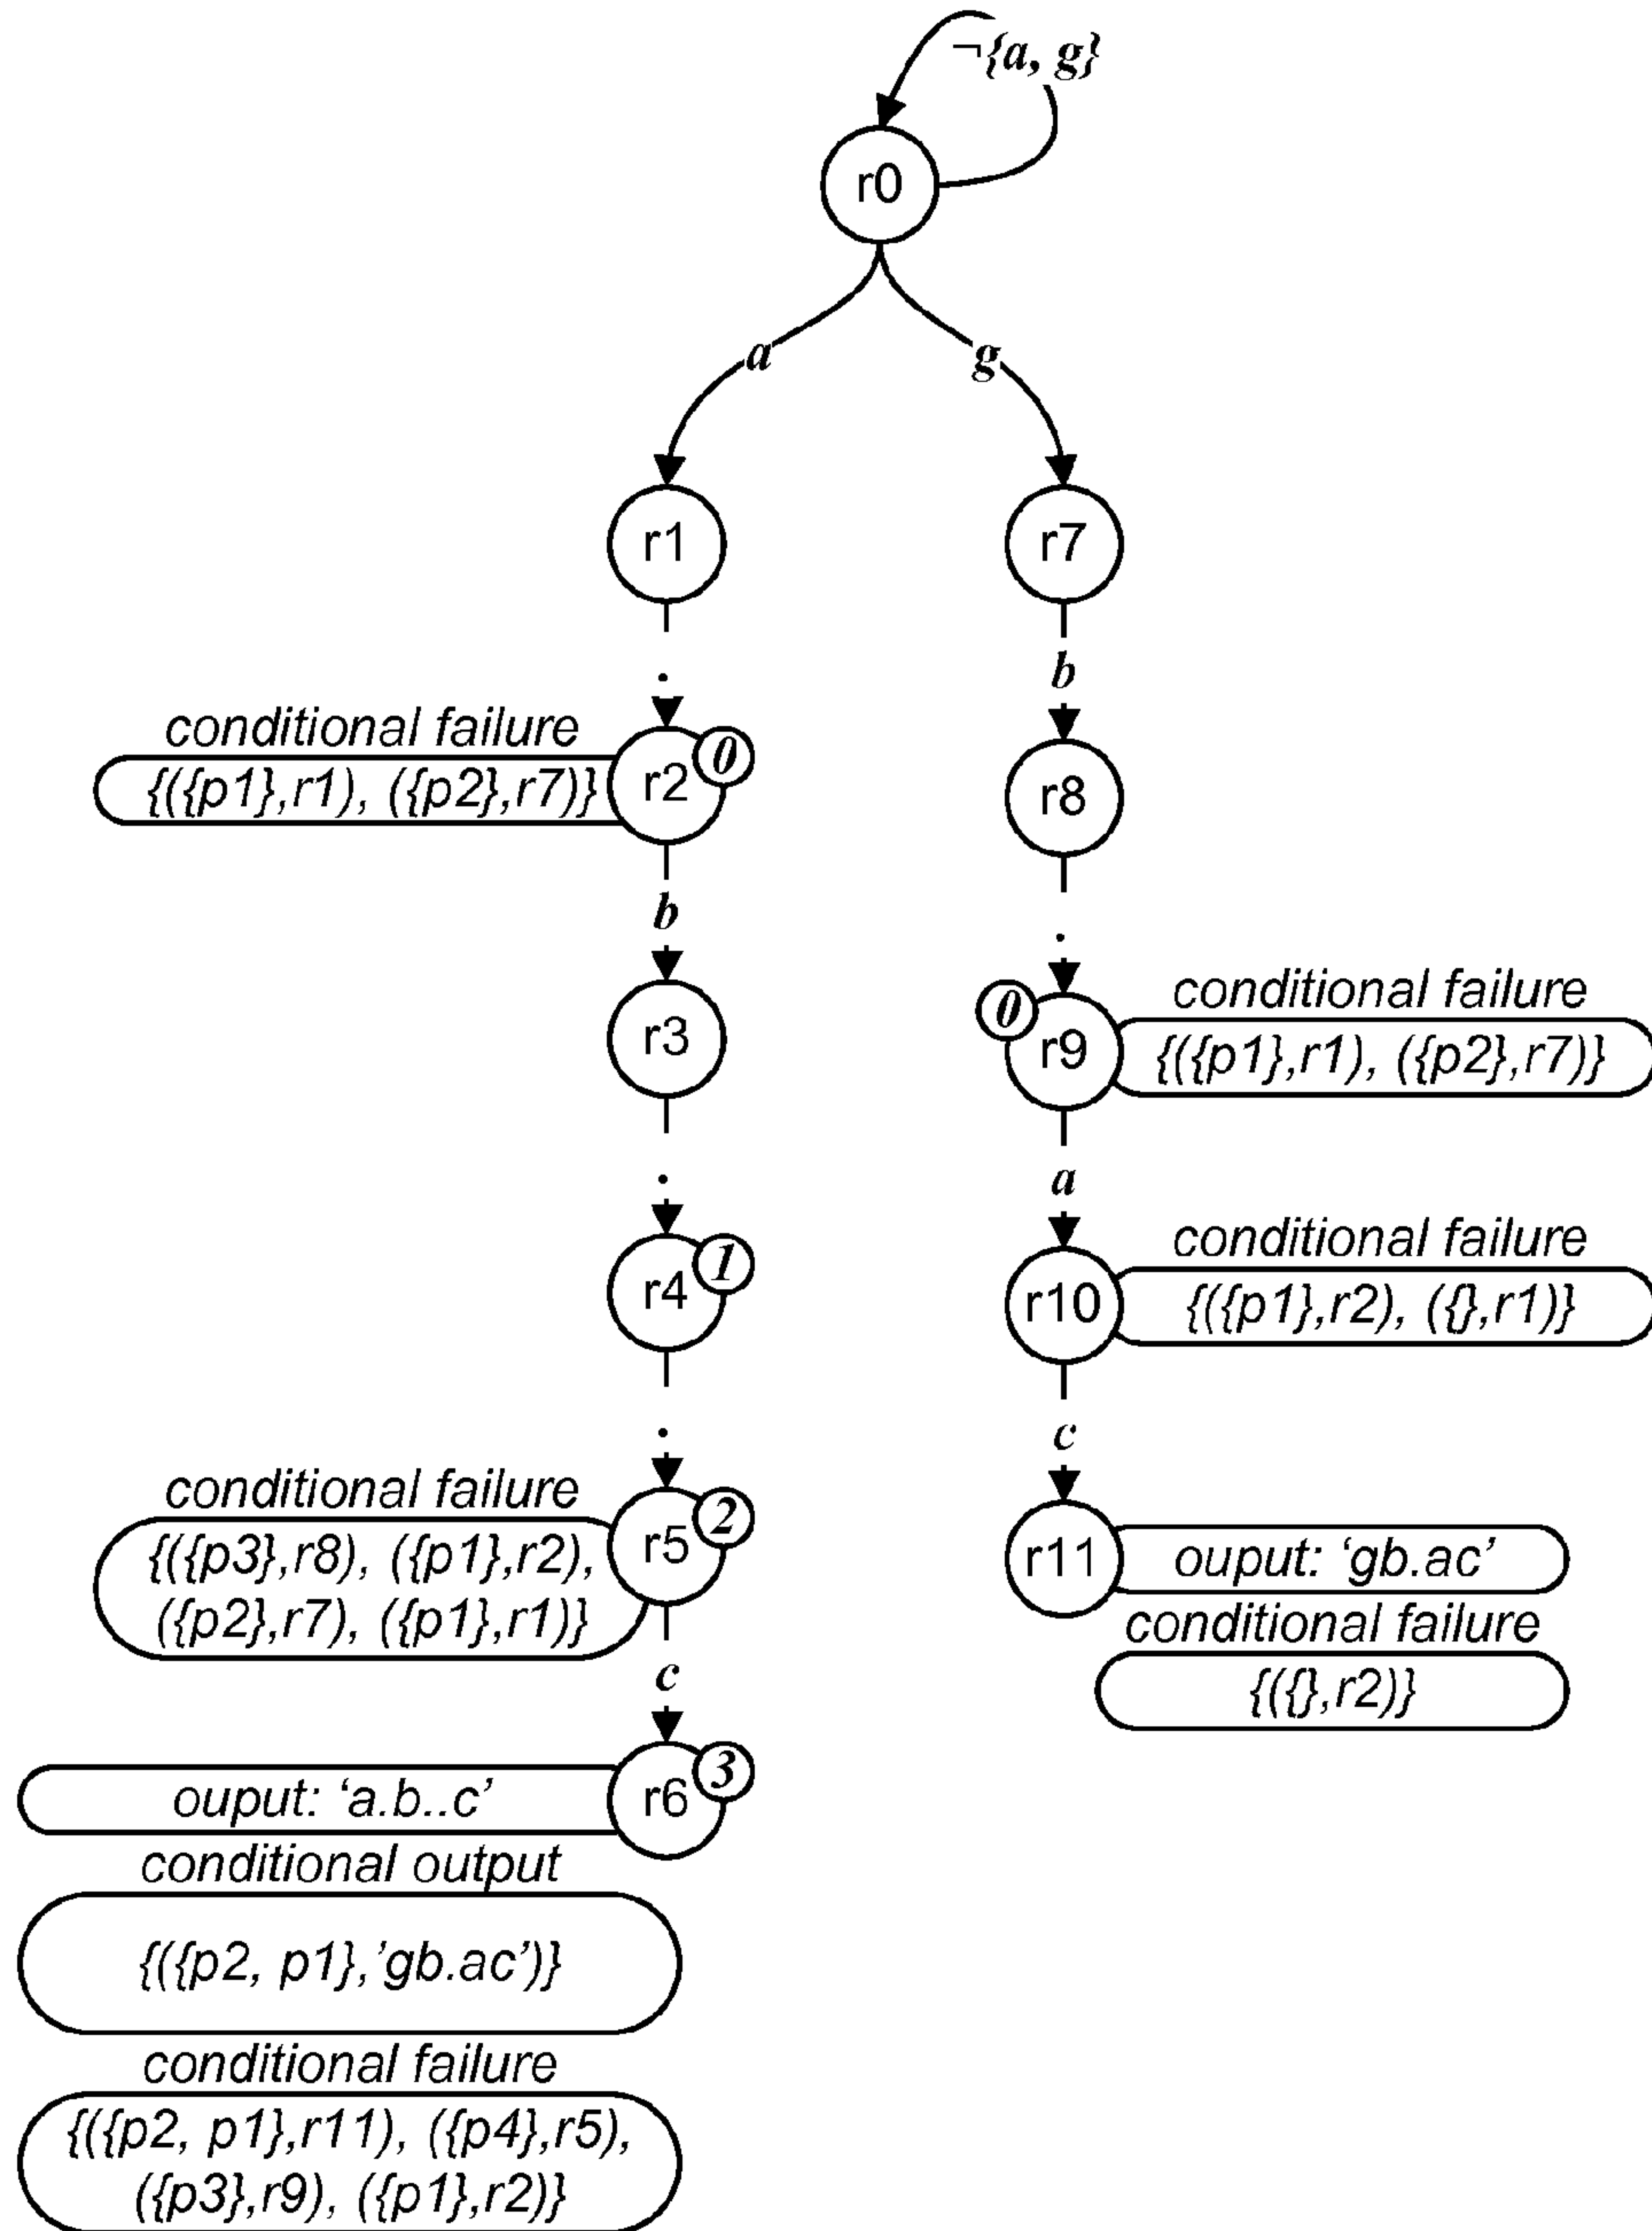 ¬{a, g}
r0
a
g
r1
r7
.
b
conditional failure
{({p1},r1), ({p2},r7)}
r2
0
r8
b
.
r3
0
r9
conditional failure
{({p1},r1), ({p2},r7)}
.
a
r4
1
r10
conditional failure
{({p1},r2), ({},r1)}
.
c
conditional failure
{({p3},r8), ({p1},r2),
({p2},r7), ({p1},r1)}
r5
2
r11
ouput: 'gb.ac'
conditional failure
{({},r2)}
c
ouput: ‘a.b..c’
r6
3
conditional output
{({p2, p1},’gb.ac’)}
conditional failure
{({p2, p1},r11), ({p4},r5),
({p3},r9), ({p1},r2)}